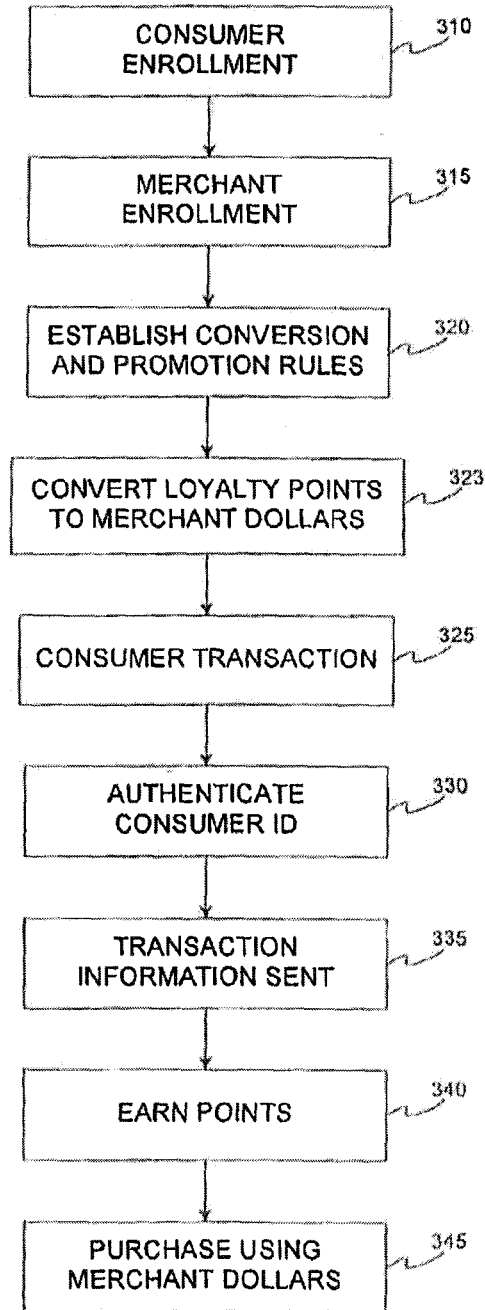 CONSUMER
ENROLLMENT
310
MERCHANT
ENROLLMENT
315
ESTABLISH CONVERSION
AND PROMOTION RULES
320
CONVERT LOYALTY POINTS
TO MERCHANT DOLLARS
323
CONSUMER TRANSACTION
325
AUTHENTICATE
CONSUMER ID
330
TRANSACTION
INFORMATION SENT
335
EARN POINTS
340
PURCHASE USING
MERCHANT DOLLARS
345